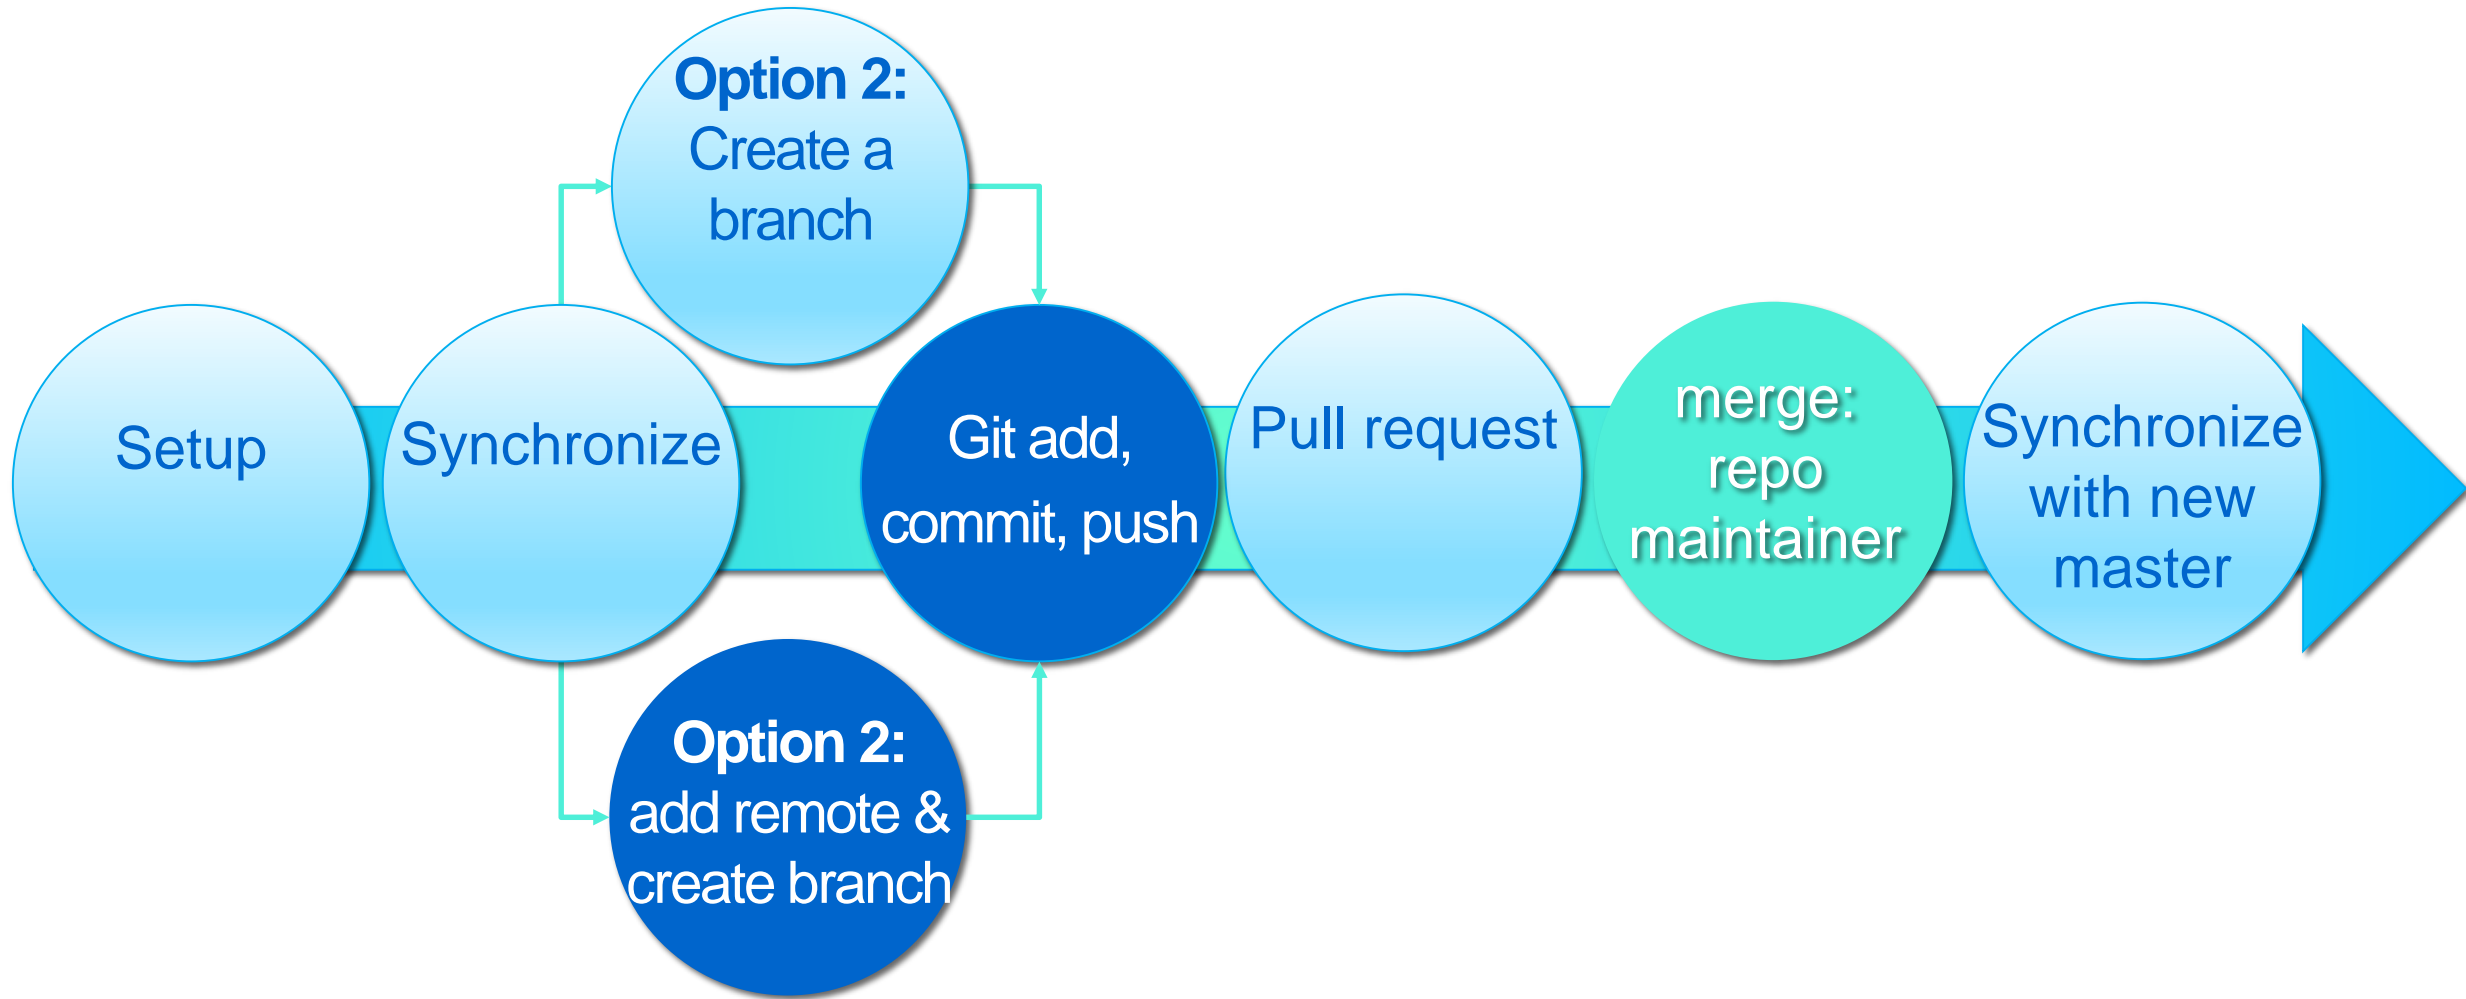 Option 2:
Create a
branch
Setup
Synchronize
Git add,
commit, push
Pull request
merge:
repo
maintainer
Synchronize
with new
master
Option 2:
add remote &
create branch